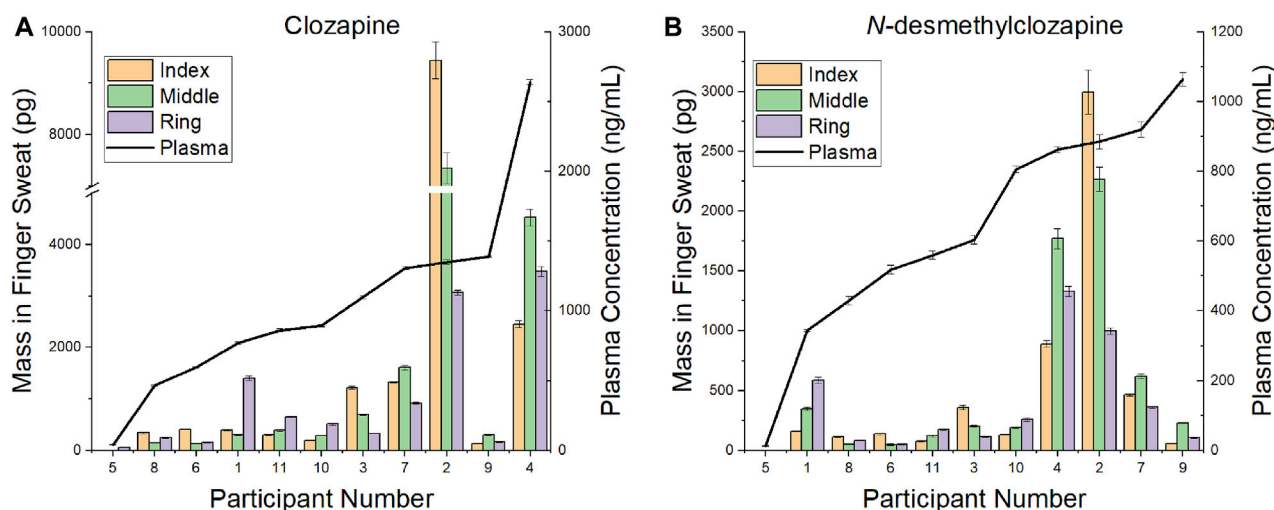 A
Clozapine
Mass in Finger Sweat (pg)
10000
8000
4000
2000
0
Index
Middle
Ring
Plasma
3000
2000
1000
0
Plasma Concentration (ng/mL)
5 8 6 1 11 10 3 7 2 9 4
Participant Number
B
N-desmethylclozapine
Mass in Finger Sweat (pg)
3500
3000
2500
2000
1500
1000
500
0
Index
Middle
Ring
Plasma
1200
1000
800
600
400
200
0
Plasma Concentration (ng/mL)
5 1 8 6 11 3 10 4 2 7 9
Participant Number